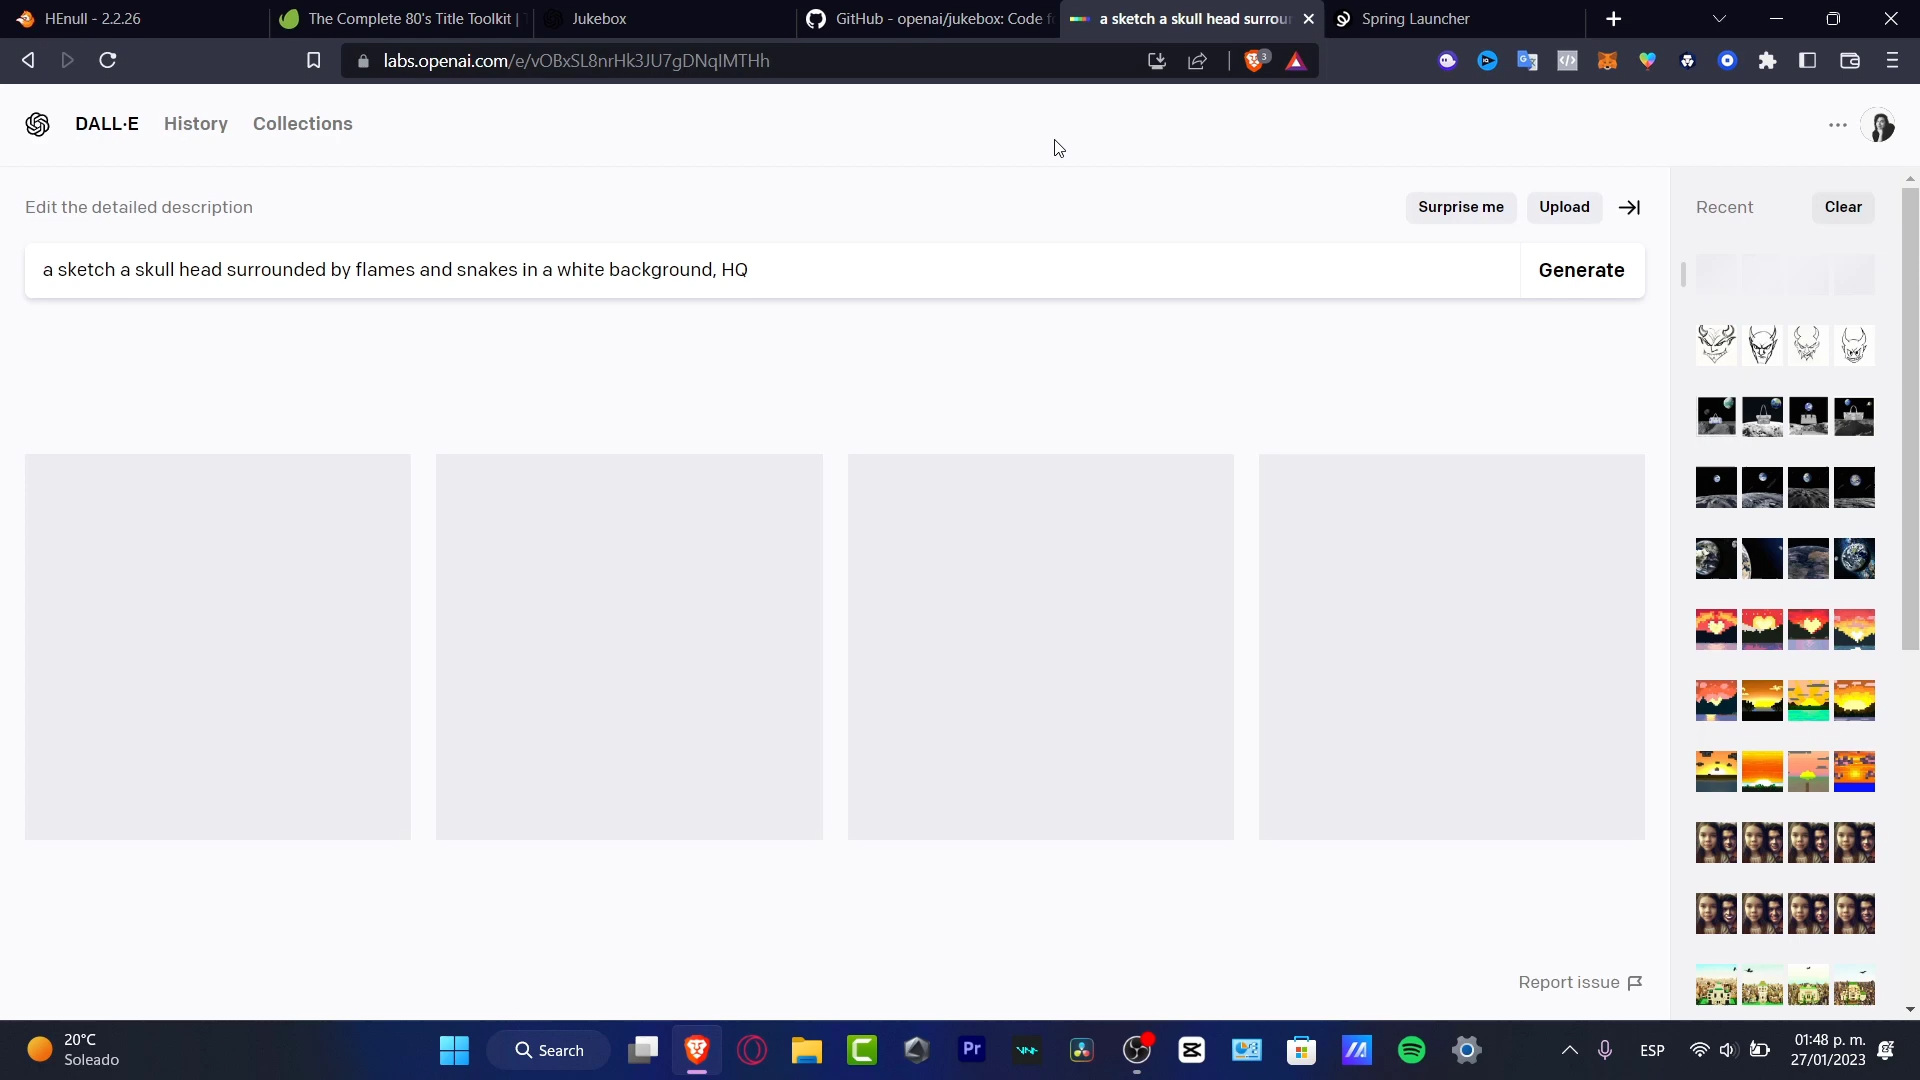 HEnull - 2.2.26
The Complete 80's Title Toolkit |
Jukebox
GitHub - openai/jukebox: Code fo
a sketch a skull head surrou
Spring Launcher
labs.openai.com/e/vOBxSL8nrHk3JU7gDNqIMTHh
3
DALL·E
History
Collections
Edit the detailed description
Surprise me
Upload
Recent
Clear
a sketch a skull head surrounded by flames and snakes in a white background, HQ
Generate
Report issue
20°C
Soleado
Search
Pr
ESP
01:48 p. m.
27/01/2023